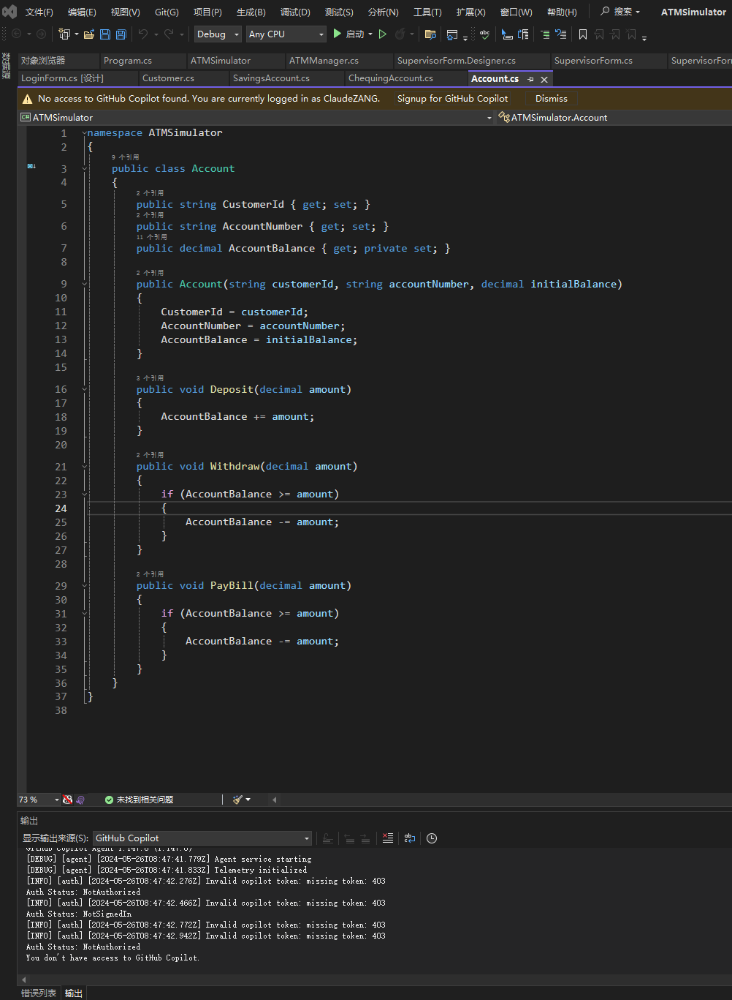 文件(F) 编辑(E) 视图(V) Git(G) 项目(P) 生成(B) 调试(D) 测试(S) 分析(N) 工具(T) 扩展(X) 窗口(W) 帮助(H) 搜索 ATMSimulator
Debug Any CPU 启动
数据源
对象浏览器 Program.cs ATMSimulator ATMManager.cs SupervisorForm.Designer.cs SupervisorForm.cs SupervisorForm
LoginForm.cs [设计] Customer.cs SavingsAccount.cs ChequingAccount.cs Account.cs
No access to GitHub Copilot found. You are currently logged in as ClaudeZANG. Signup for GitHub Copilot Dismiss
C# ATMSimulator ATMSimulator.Account
1 namespace ATMSimulator
2 {
9 个引用
3 public class Account
4 {
2 个引用
5 public string CustomerId { get; set; }
2 个引用
6 public string AccountNumber { get; set; }
11 个引用
7 public decimal AccountBalance { get; private set; }
8
2 个引用
9 public Account(string customerId, string accountNumber, decimal initialBalance)
10 {
11 CustomerId = customerId;
12 AccountNumber = accountNumber;
13 AccountBalance = initialBalance;
14 }
15
3 个引用
16 public void Deposit(decimal amount)
17 {
18 AccountBalance += amount;
19 }
20
2 个引用
21 public void Withdraw(decimal amount)
22 {
23 if (AccountBalance >= amount)
24 {
25 AccountBalance -= amount;
26 }
27 }
28
2 个引用
29 public void PayBill(decimal amount)
30 {
31 if (AccountBalance >= amount)
32 {
33 AccountBalance -= amount;
34 }
35 }
36 }
37 }
38
73 % 未找到相关问题
输出
显示输出来源(S): GitHub Copilot
GitHub Copilot Agent 1.147.0 (1.147.0)
[DEBUG] [agent] [2024-05-26T08:47:41.779Z] Agent service starting
[DEBUG] [agent] [2024-05-26T08:47:41.833Z] Telemetry initialized
[INFO] [auth] [2024-05-26T08:47:42.276Z] Invalid copilot token: missing token: 403
Auth Status: NotAuthorized
[INFO] [auth] [2024-05-26T08:47:42.466Z] Invalid copilot token: missing token: 403
Auth Status: NotSignedIn
[INFO] [auth] [2024-05-26T08:47:42.772Z] Invalid copilot token: missing token: 403
[INFO] [auth] [2024-05-26T08:47:42.942Z] Invalid copilot token: missing token: 403
Auth Status: NotAuthorized
You don't have access to GitHub Copilot.
错误列表 输出